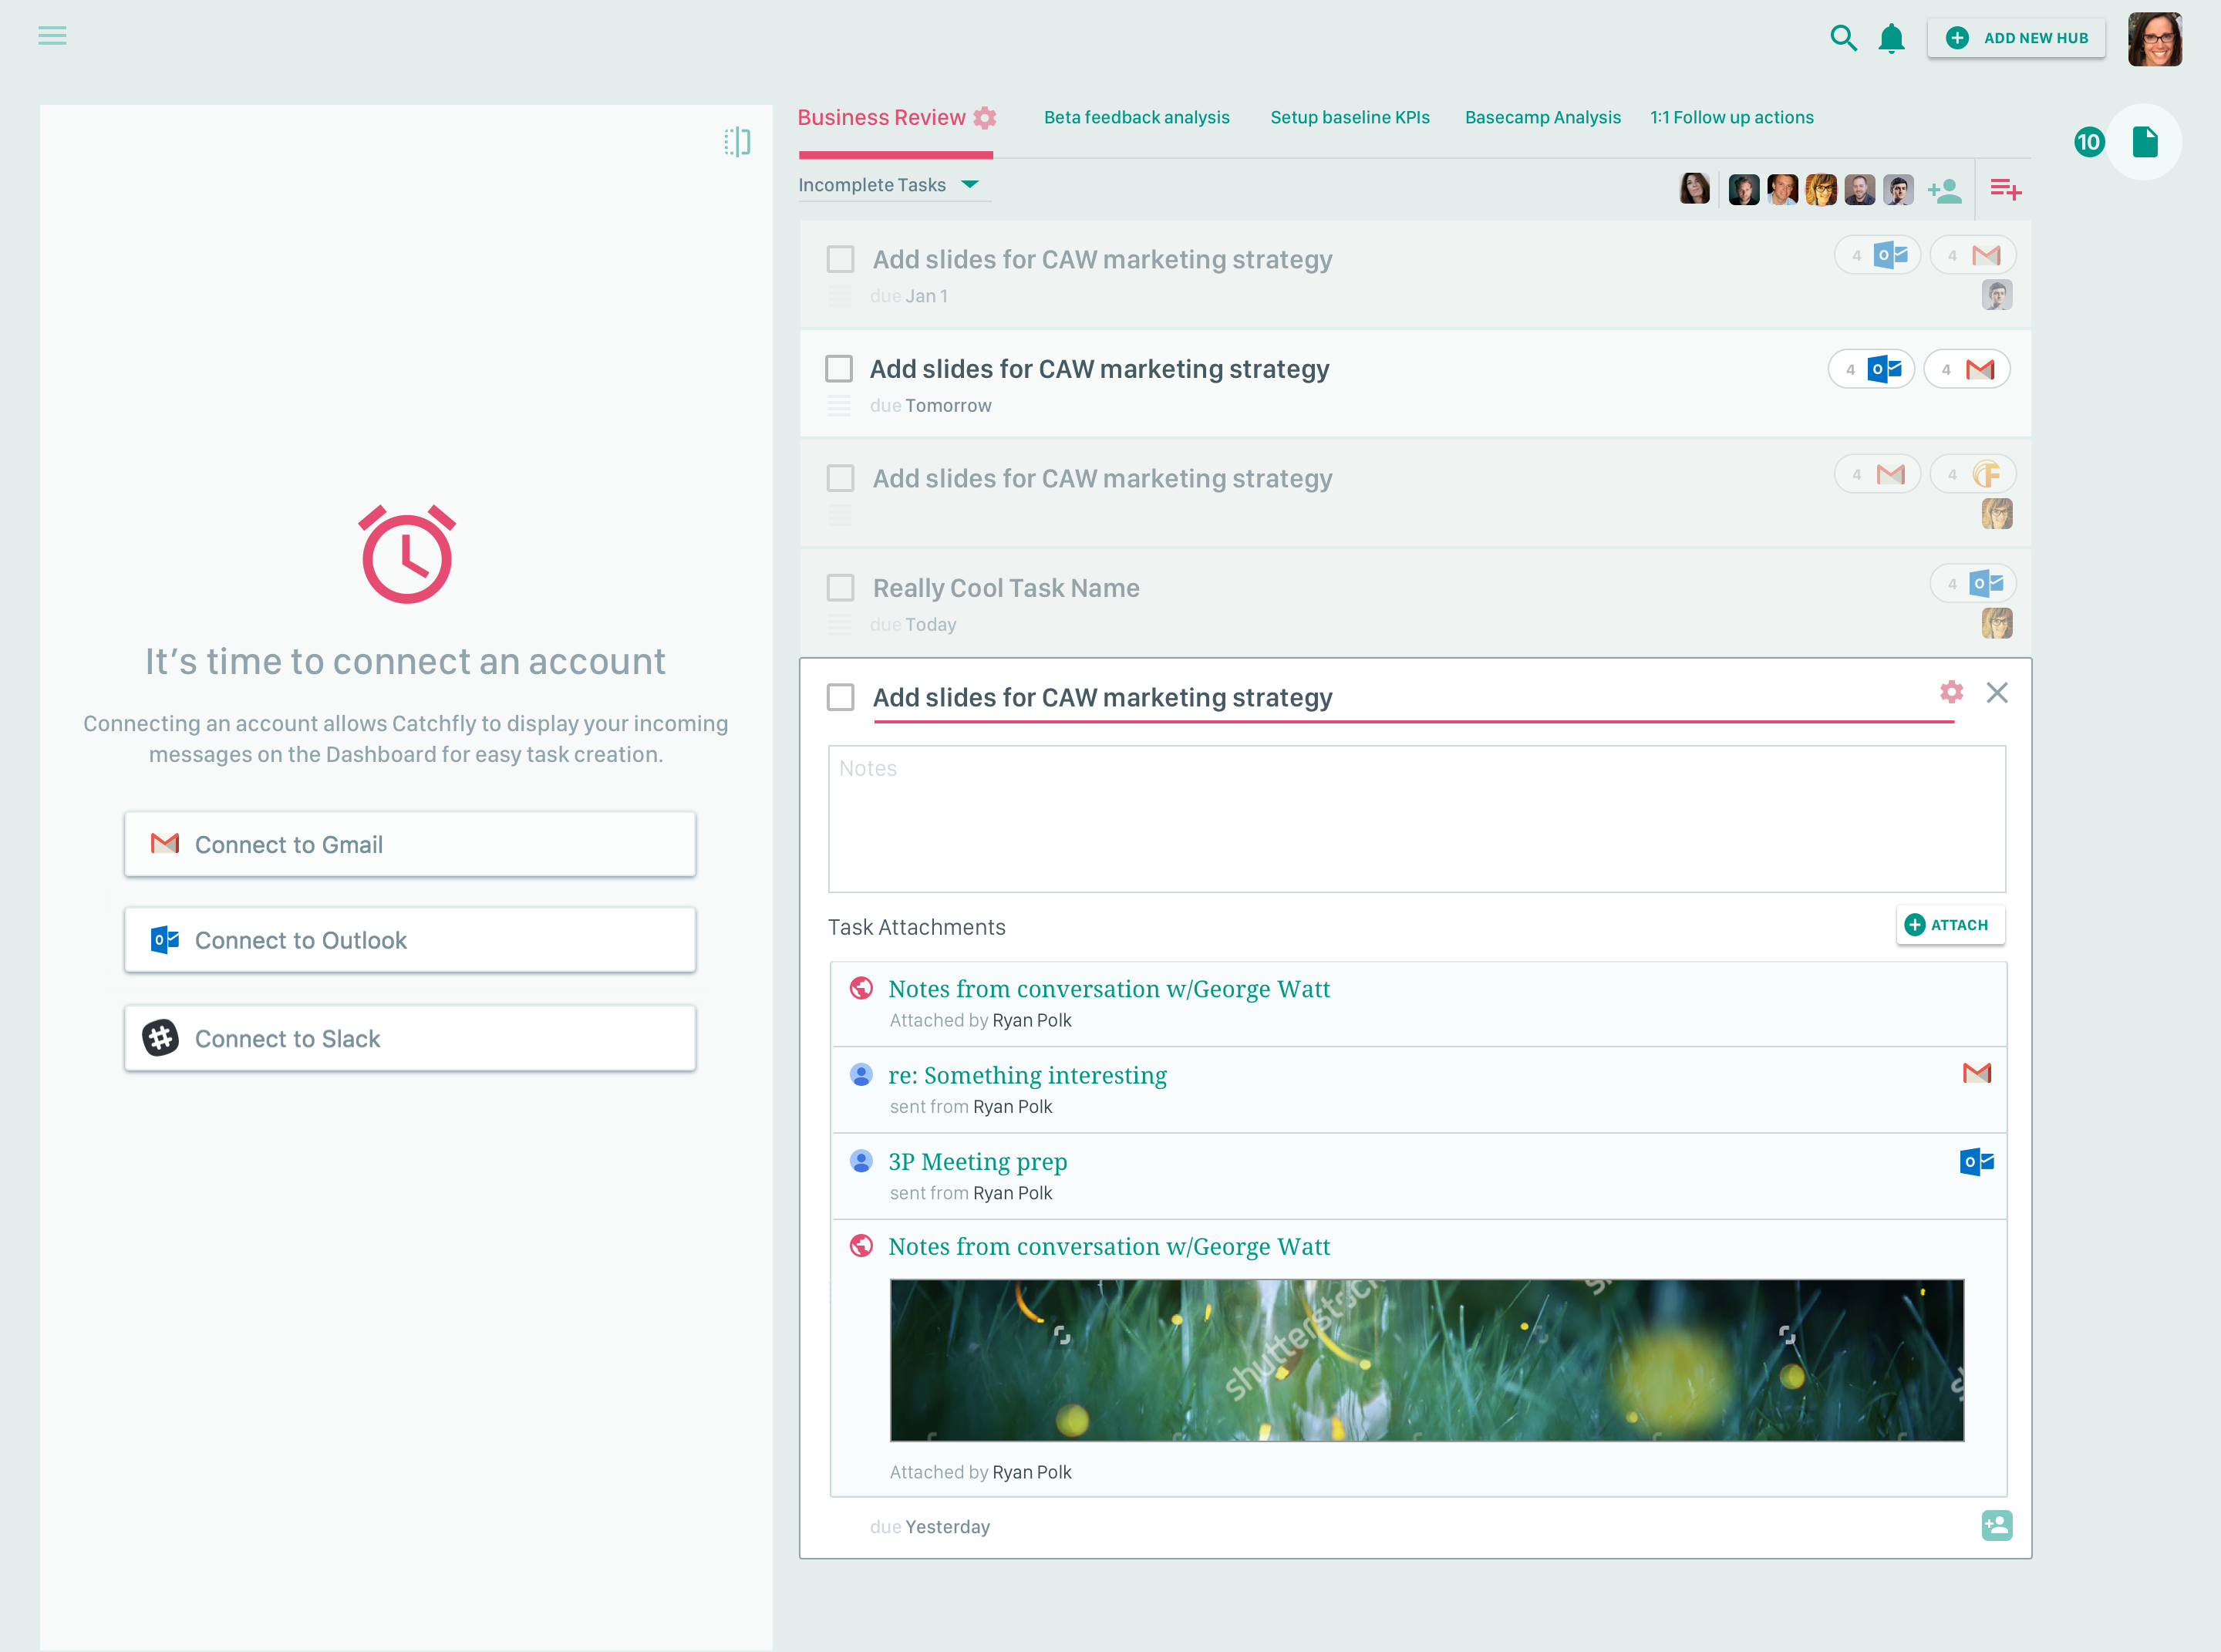 ADD NEW HUB
Business Review
Beta feedback analysis
Setup baseline KPIs
Basecamp Analysis
1:1 Follow up actions
10
Incomplete Tasks
Add slides for CAW marketing strategy
4
4
due Jan 1
Add slides for CAW marketing strategy
4
4
due Tomorrow
Add slides for CAW marketing strategy
4
4
Really Cool Task Name
4
due Today
It's time to connect an account
Connecting an account allows Catchfly to display your incoming
messages on the Dashboard for easy task creation.
Connect to Gmail
Connect to Outlook
Connect to Slack
Add slides for CAW marketing strategy
Notes
Task Attachments
ATTACH
Notes from conversation w/George Watt
Attached by Ryan Polk
re: Something interesting
sent from Ryan Polk
3P Meeting prep
sent from Ryan Polk
Notes from conversation w/George Watt
shutterstock
Attached by Ryan Polk
due Yesterday